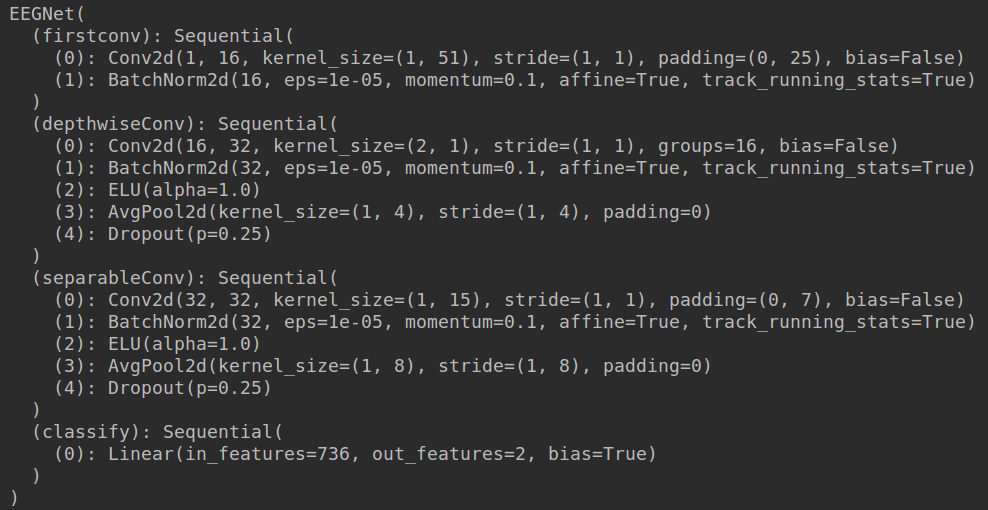 EEGNet(
  (firstconv): Sequential(
    (0): Conv2d(1, 16, kernel_size=(1, 51), stride=(1, 1), padding=(0, 25), bias=False)
    (1): BatchNorm2d(16, eps=1e-05, momentum=0.1, affine=True, track_running_stats=True)
  )
  (depthwiseConv): Sequential(
    (0): Conv2d(16, 32, kernel_size=(2, 1), stride=(1, 1), groups=16, bias=False)
    (1): BatchNorm2d(32, eps=1e-05, momentum=0.1, affine=True, track_running_stats=True)
    (2): ELU(alpha=1.0)
    (3): AvgPool2d(kernel_size=(1, 4), stride=(1, 4), padding=0)
    (4): Dropout(p=0.25)
  )
  (separableConv): Sequential(
    (0): Conv2d(32, 32, kernel_size=(1, 15), stride=(1, 1), padding=(0, 7), bias=False)
    (1): BatchNorm2d(32, eps=1e-05, momentum=0.1, affine=True, track_running_stats=True)
    (2): ELU(alpha=1.0)
    (3): AvgPool2d(kernel_size=(1, 8), stride=(1, 8), padding=0)
    (4): Dropout(p=0.25)
  )
  (classify): Sequential(
    (0): Linear(in_features=736, out_features=2, bias=True)
  )
)